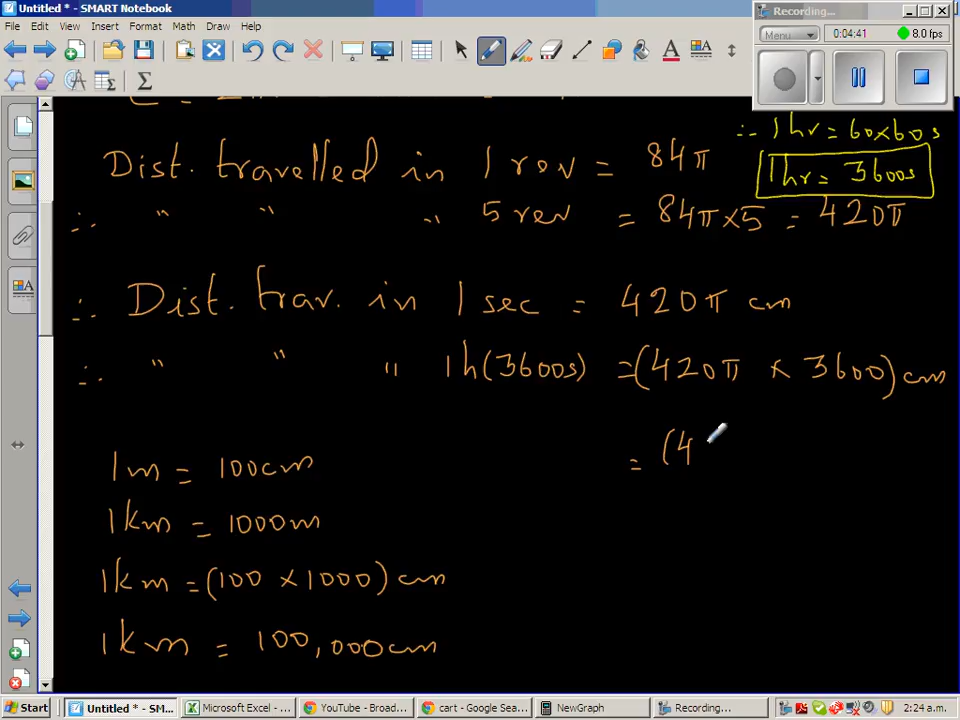 Untitled * - SMART Notebook
Recording...
File Edit View Insert Format Math Draw Help
Menu 0:04:41 8.0 fps
∴ 1 hr = 60x60s
1hr = 3600s
Dist. travelled in 1 rev = 84π
∴ " " " 5 rev = 84π×5 = 420π
∴ Dist. trav. in 1 sec = 420π cm
∴ " " " 1h(3600s) =(420π × 3600) cm
= (4
1m = 100cm
1km = 1000m
1km =(100 ×1000) cm
1km = 100,000cm
Start Untitled * - SM... Microsoft Excel - ... YouTube - Broad... cart - Google Sea... NewGraph Recording... 2:24 a.m.